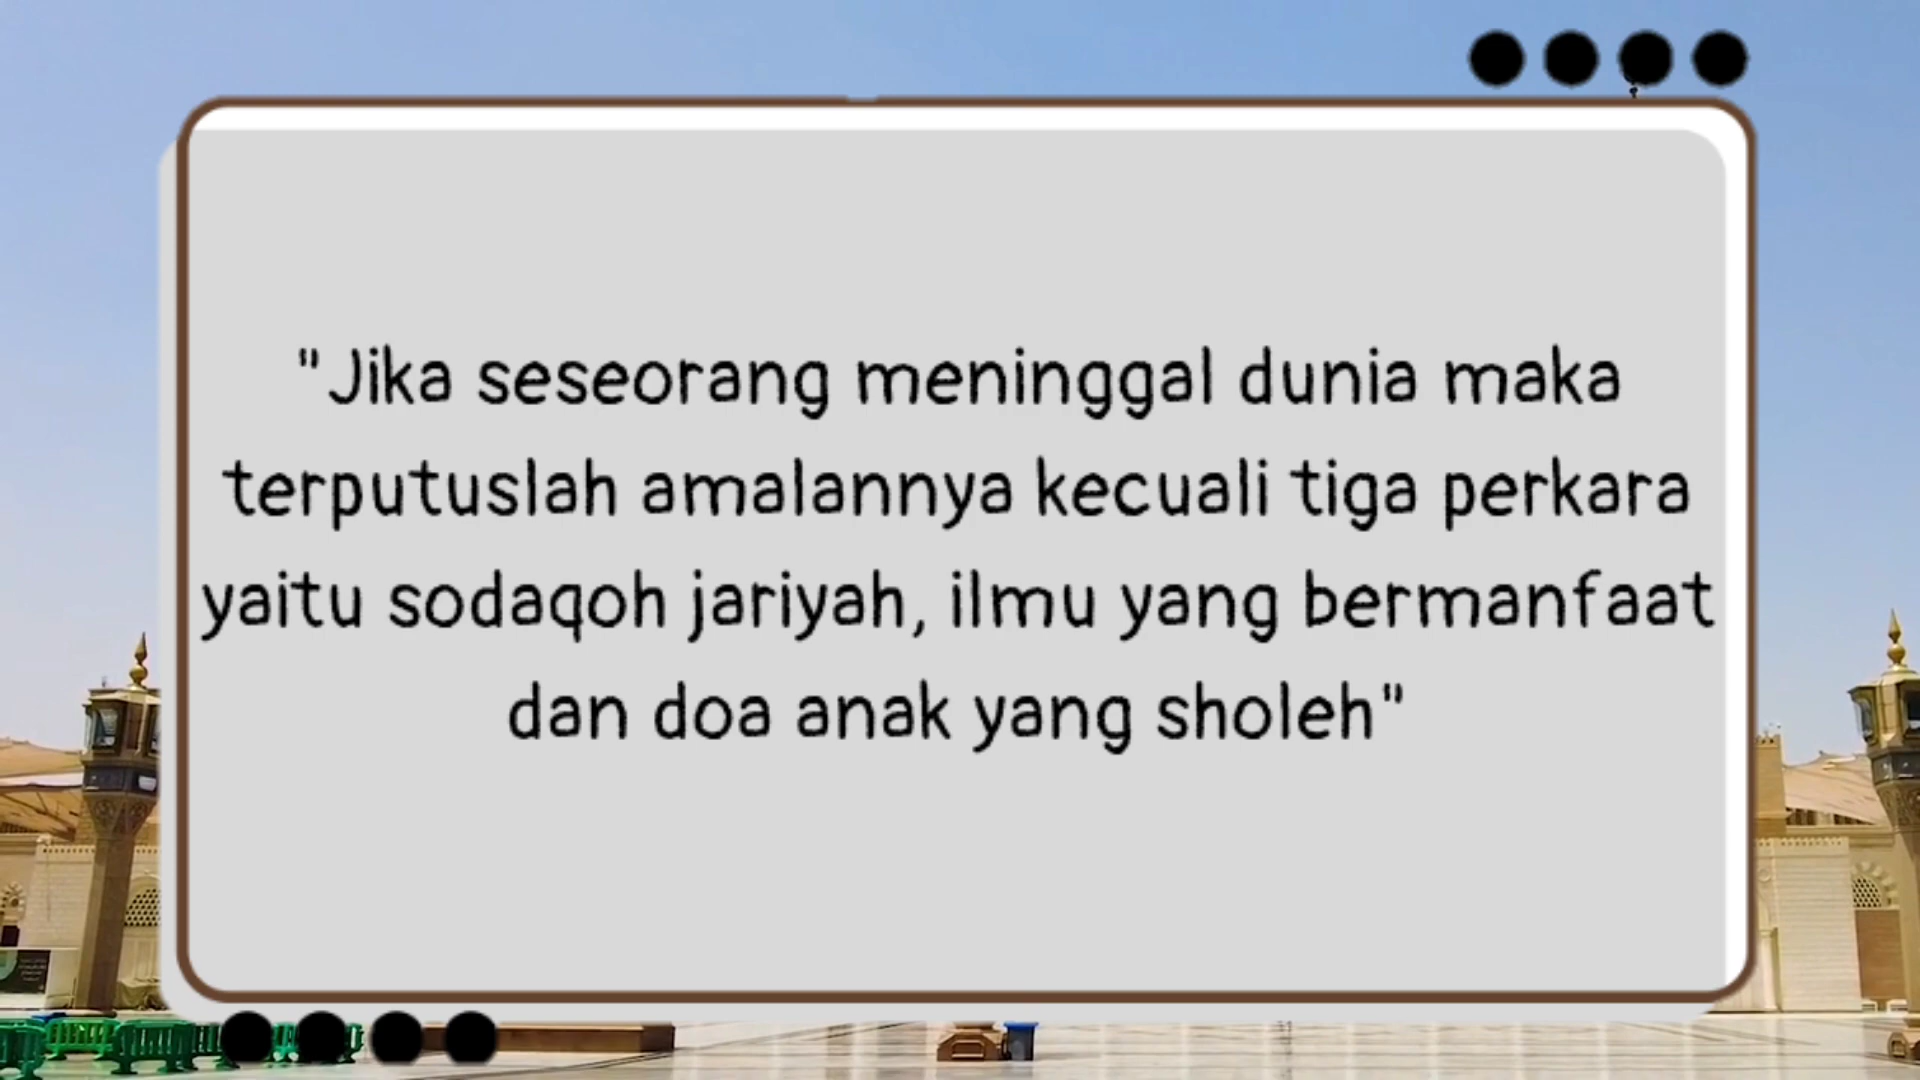 "Jika seseorang meninggal dunia maka
terputuslah amalannya kecuali tiga perkara
yaitu sodaqoh jariyah, ilmu yang bermanfaat
dan doa anak yang sholeh"